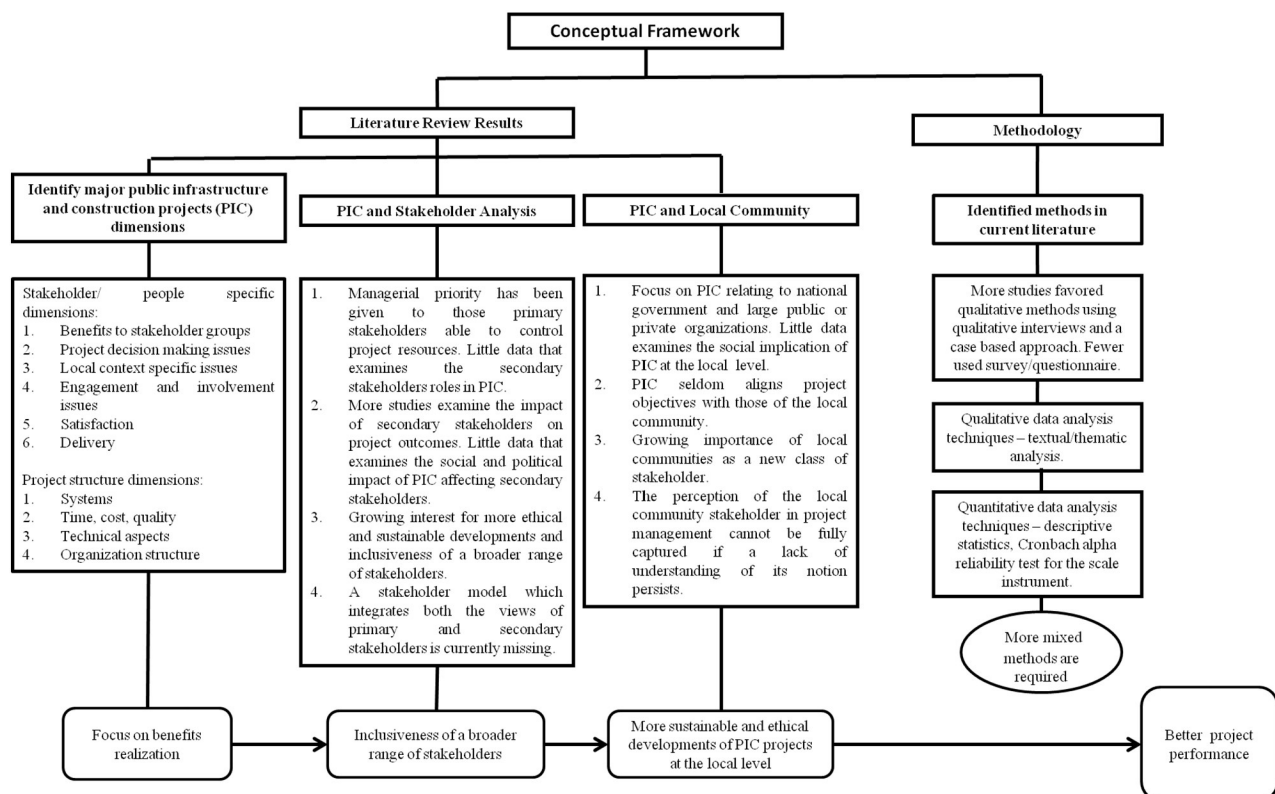 Conceptual Framework
Literature Review Results
Methodology
Identify major public infrastructure
and construction projects (PIC)
dimensions
PIC and Stakeholder Analysis
PIC and Local Community
Identified methods in
current literature
Stakeholder/ people specific
dimensions:
1. Benefits to stakeholder groups
2. Project decision making issues
3. Local context specific issues
4. Engagement and involvement
issues
5. Satisfaction
6. Delivery
Project structure dimensions:
1. Systems
2. Time, cost, quality
3. Technical aspects
4. Organization structure
1. Managerial priority has been
given to those primary
stakeholders able to control
project resources. Little data that
examines the secondary
stakeholders roles in PIC.
2. More studies examine the impact
of secondary stakeholders on
project outcomes. Little data that
examines the social and political
impact of PIC affecting secondary
stakeholders.
3. Growing interest for more ethical
and sustainable developments and
inclusiveness of a broader range
of stakeholders.
4. A stakeholder model which
integrates both the views of
primary and secondary
stakeholders is currently missing.
1. Focus on PIC relating to national
government and large public or
private organizations. Little data
examines the social implication of
PIC at the local level.
2. PIC seldom aligns project
objectives with those of the local
community.
3. Growing importance of local
communities as a new class of
stakeholder.
4. The perception of the local
community stakeholder in project
management cannot be fully
captured if a lack of
understanding of its notion
persists.
More studies favored
qualitative methods using
qualitative interviews and a
case based approach. Fewer
used survey/questionnaire.
Qualitative data analysis
techniques – textual/thematic
analysis.
Quantitative data analysis
techniques – descriptive
statistics, Cronbach alpha
reliability test for the scale
instrument.
More mixed
methods are
required
Focus on benefits
realization
Inclusiveness of a broader
range of stakeholders
More sustainable and ethical
developments of PIC projects
at the local level
Better project
performance